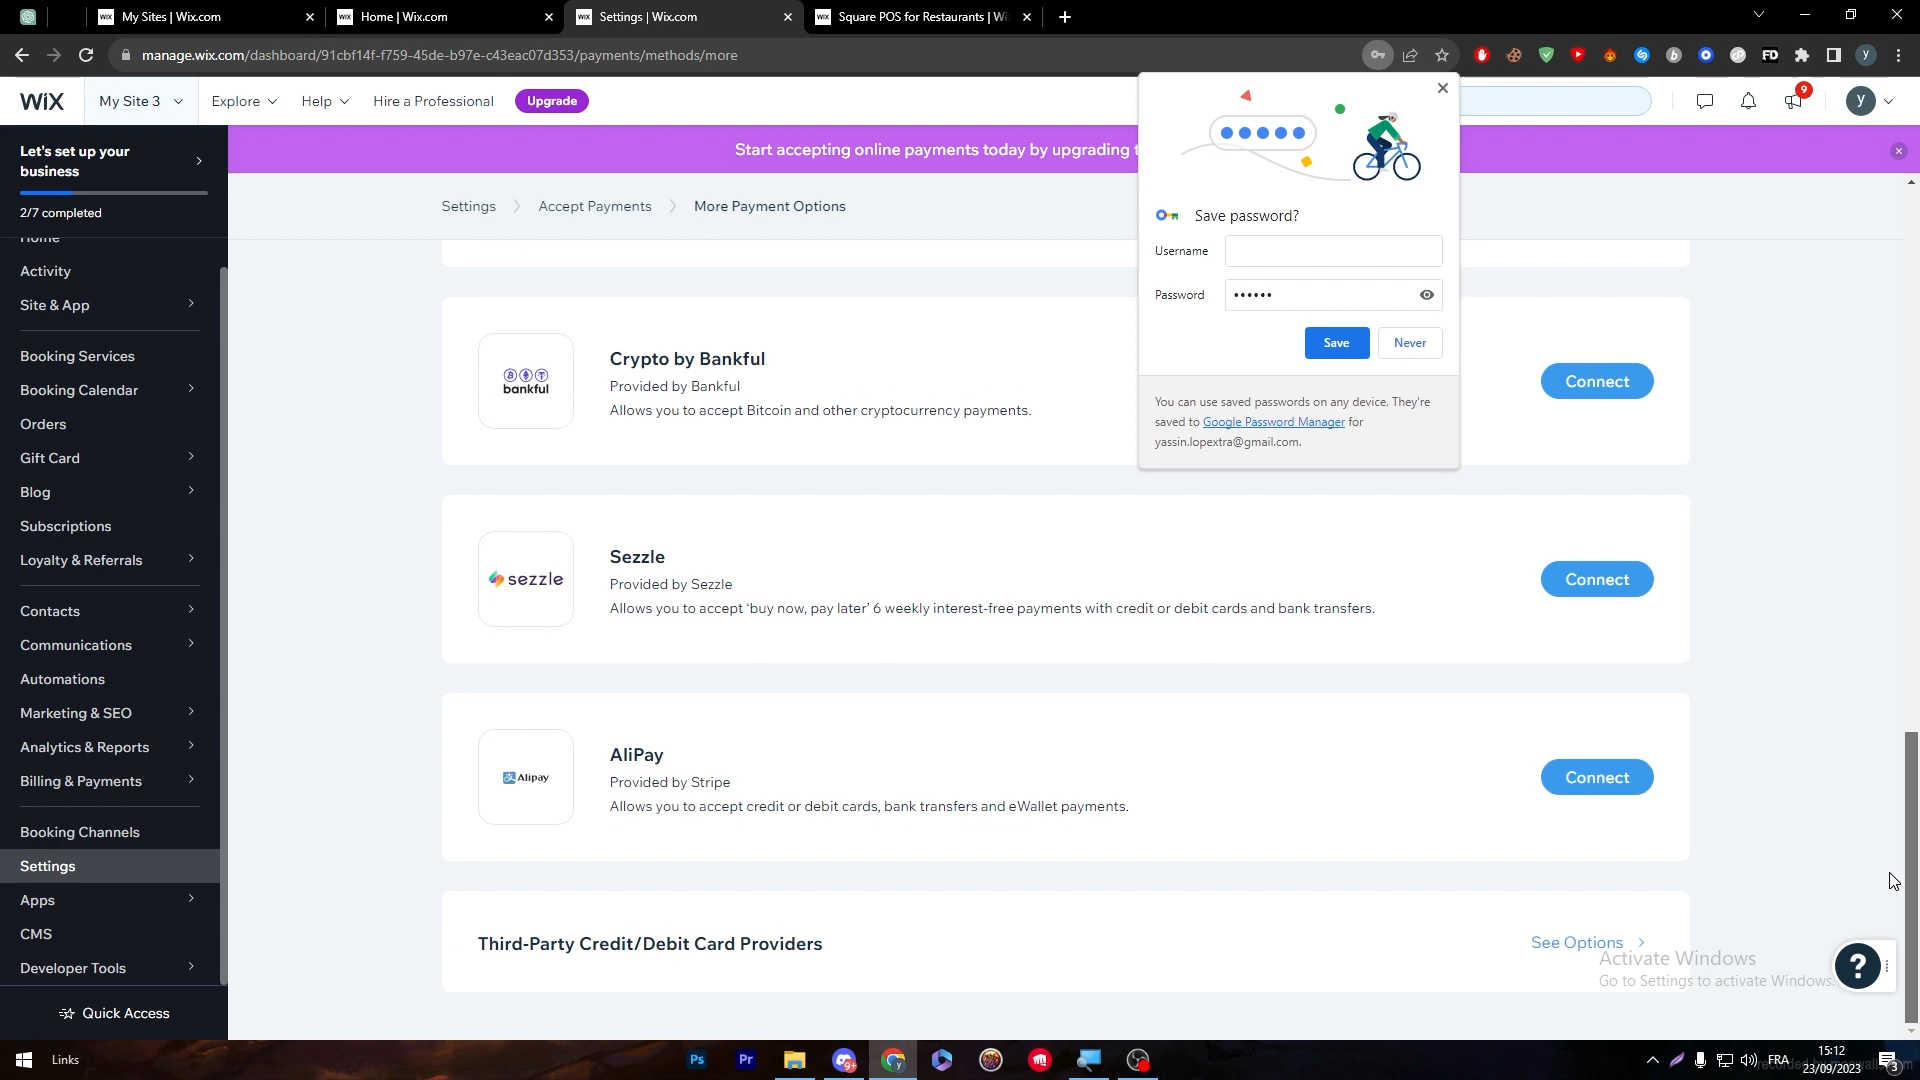 My Sites | Wix.com
Home | Wix.com
Settings | Wix.com
Square POS for Restaurants | Wi
manage.wix.com/dashboard/91cbf14f-f759-45de-b97e-c43eac07d353/payments/methods/more
WIX
My Site 3
Explore
Help
Hire a Professional
Upgrade
9
y
Let's set up your
business
2/7 completed
Start accepting online payments today by upgrading t
Settings
Accept Payments
More Payment Options
Home
Activity
Site & App
Booking Services
Booking Calendar
Orders
Gift Card
Blog
Subscriptions
Loyalty & Referrals
Contacts
Communications
Automations
Marketing & SEO
Analytics & Reports
Billing & Payments
Booking Channels
Settings
Apps
CMS
Developer Tools
Quick Access
Save password?
Username
Password
••••••
Save
Never
You can use saved passwords on any device. They're
saved to Google Password Manager for
yassin.lopextra@gmail.com.
bankful
Crypto by Bankful
Provided by Bankful
Allows you to accept Bitcoin and other cryptocurrency payments.
Connect
sezzle
Sezzle
Provided by Sezzle
Allows you to accept 'buy now, pay later' 6 weekly interest-free payments with credit or debit cards and bank transfers.
Connect
Alipay
AliPay
Provided by Stripe
Allows you to accept credit or debit cards, bank transfers and eWallet payments.
Connect
Third-Party Credit/Debit Card Providers
See Options
Activate Windows
Go to Settings to activate Windows.
?
Links
Ps
Pr
FRA
15:12
23/09/2023
3